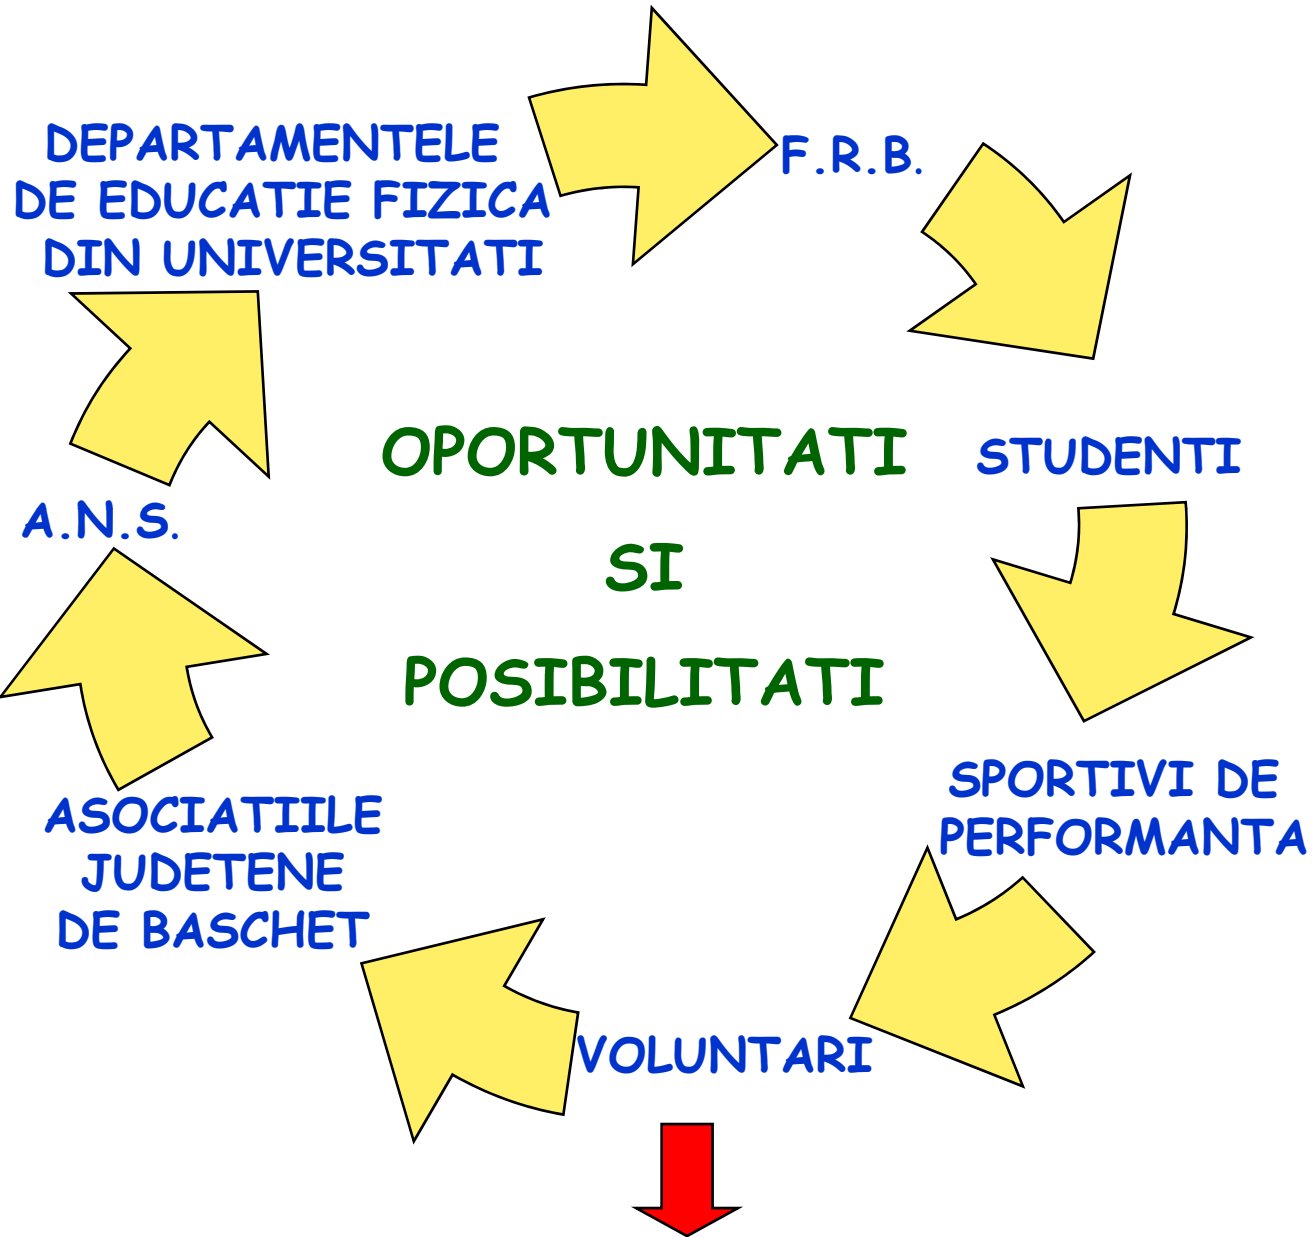 DEPARTAMENTELE
DE EDUCATIE FIZICA
DIN UNIVERSITATI
F.R.B.
STUDENTI
SPORTIVI DE
PERFORMANTA
VOLUNTARI
ASOCIATIILE
JUDETENE
DE BASCHET
A.N.S.
OPORTUNITATI
SI
POSIBILITATI